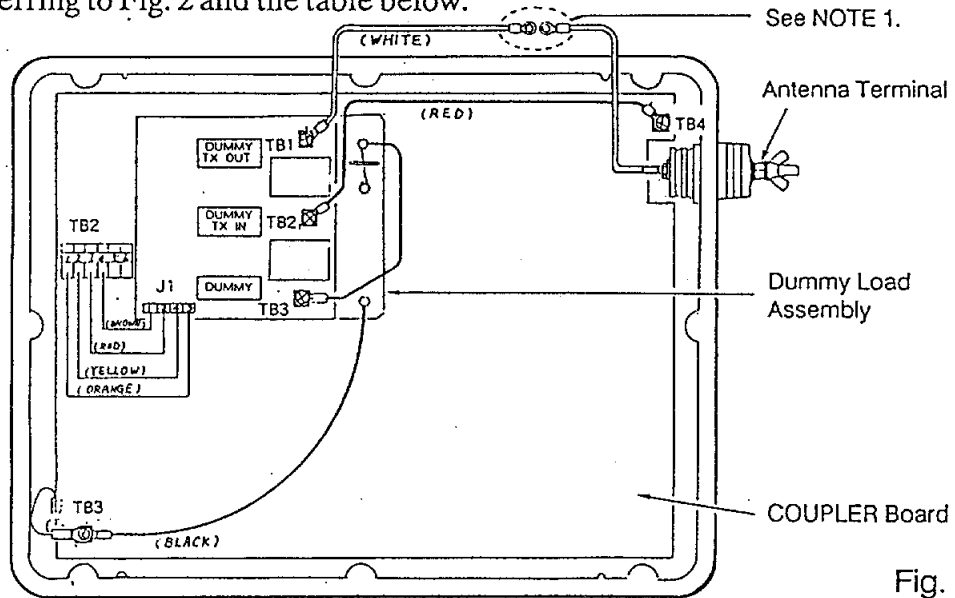 erring to Fig. 2 and the table below.
See NOTE 1.
(WHITE)
Antenna Terminal
(RED)
TB4
DUMMY
TX OUT
TB1
DUMMY
TX IN
TB2
TB2
J1
DUMMY
TB3
Dummy Load
Assembly
(BROWN)
(RED)
(YELLOW)
(ORANGE)
TB3
(BLACK)
COUPLER Board
Fig.